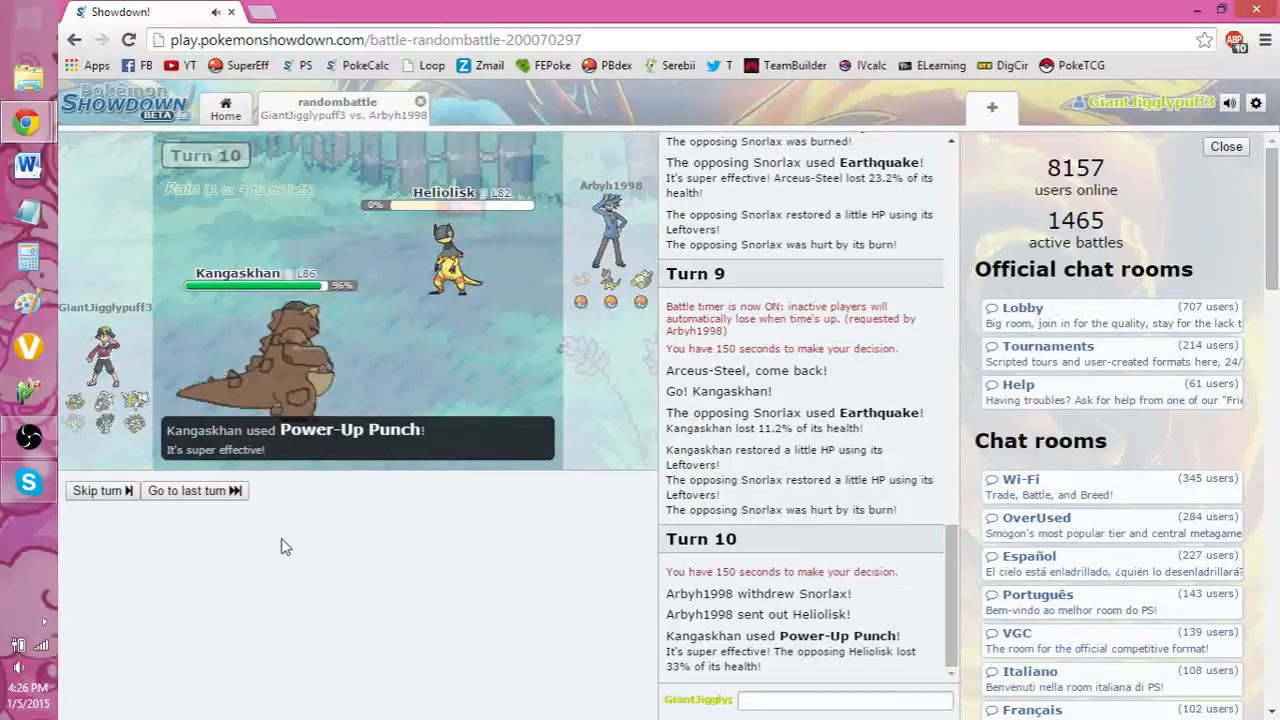 Showdown!
play.pokemonshowdown.com/battle-randombattle-200070297
ABP
10
Apps
FB
YT
SuperEff
PS
PokeCalc
Loop
Zmail
FEPoke
PBdex
Serebii
T
TeamBuilder
IVcalc
ELearning
DigCir
PokeTCG
Pokémon
SHOWDOWN
BETA
Home
randombattle
GiantJigglypuff3 vs. Arbyh1998
+
GiantJigglypuff3
Turn 10
Rain (1 or 4 turns left)
Heliolisk L82
0%
Arbyh1998
Kangaskhan L86
96%
GiantJigglypuff3
Kangaskhan used Power-Up Punch!
It's super effective!
Skip turn
Go to last turn
The opposing Snorlax was burned!
The opposing Snorlax used Earthquake!
It's super effective! Arceus-Steel lost 23.2% of its
health!
The opposing Snorlax restored a little HP using its
Leftovers!
The opposing Snorlax was hurt by its burn!
Turn 9
Battle timer is now ON: inactive players will
automatically lose when time's up. (requested by
Arbyh1998)
You have 150 seconds to make your decision.
Arceus-Steel, come back!
Go! Kangaskhan!
The opposing Snorlax used Earthquake!
Kangaskhan lost 11.2% of its health!
Kangaskhan restored a little HP using its
Leftovers!
The opposing Snorlax restored a little HP using its
Leftovers!
The opposing Snorlax was hurt by its burn!
Turn 10
You have 150 seconds to make your decision.
Arbyh1998 withdrew Snorlax!
Arbyh1998 sent out Heliolisk!
Kangaskhan used Power-Up Punch!
It's super effective! The opposing Heliolisk lost
33% of its health!
GiantJigglyp
Close
8157
users online
1465
active battles
Official chat rooms
Lobby (707 users)
Big room, join in for the quality, stay for the lack t
Tournaments (214 users)
Scripted tours and user-created formats here, 24/
Help (61 users)
Having troubles? Ask for help from one of our "Frie
Chat rooms
Wi-Fi (345 users)
Trade, Battle, and Breed!
OverUsed (284 users)
Smogon's most popular tier and central metagame
Español (227 users)
El cielo está enladrillado, ¿quién lo desenladrillará?
Português (143 users)
Bem-vindo ao melhor room do PS!
VGC (139 users)
The room for the official competitive format!
Italiano (108 users)
Benvenuti nella room italiana di PS!
Français (102 users)
4:26 PM
1/5/2015